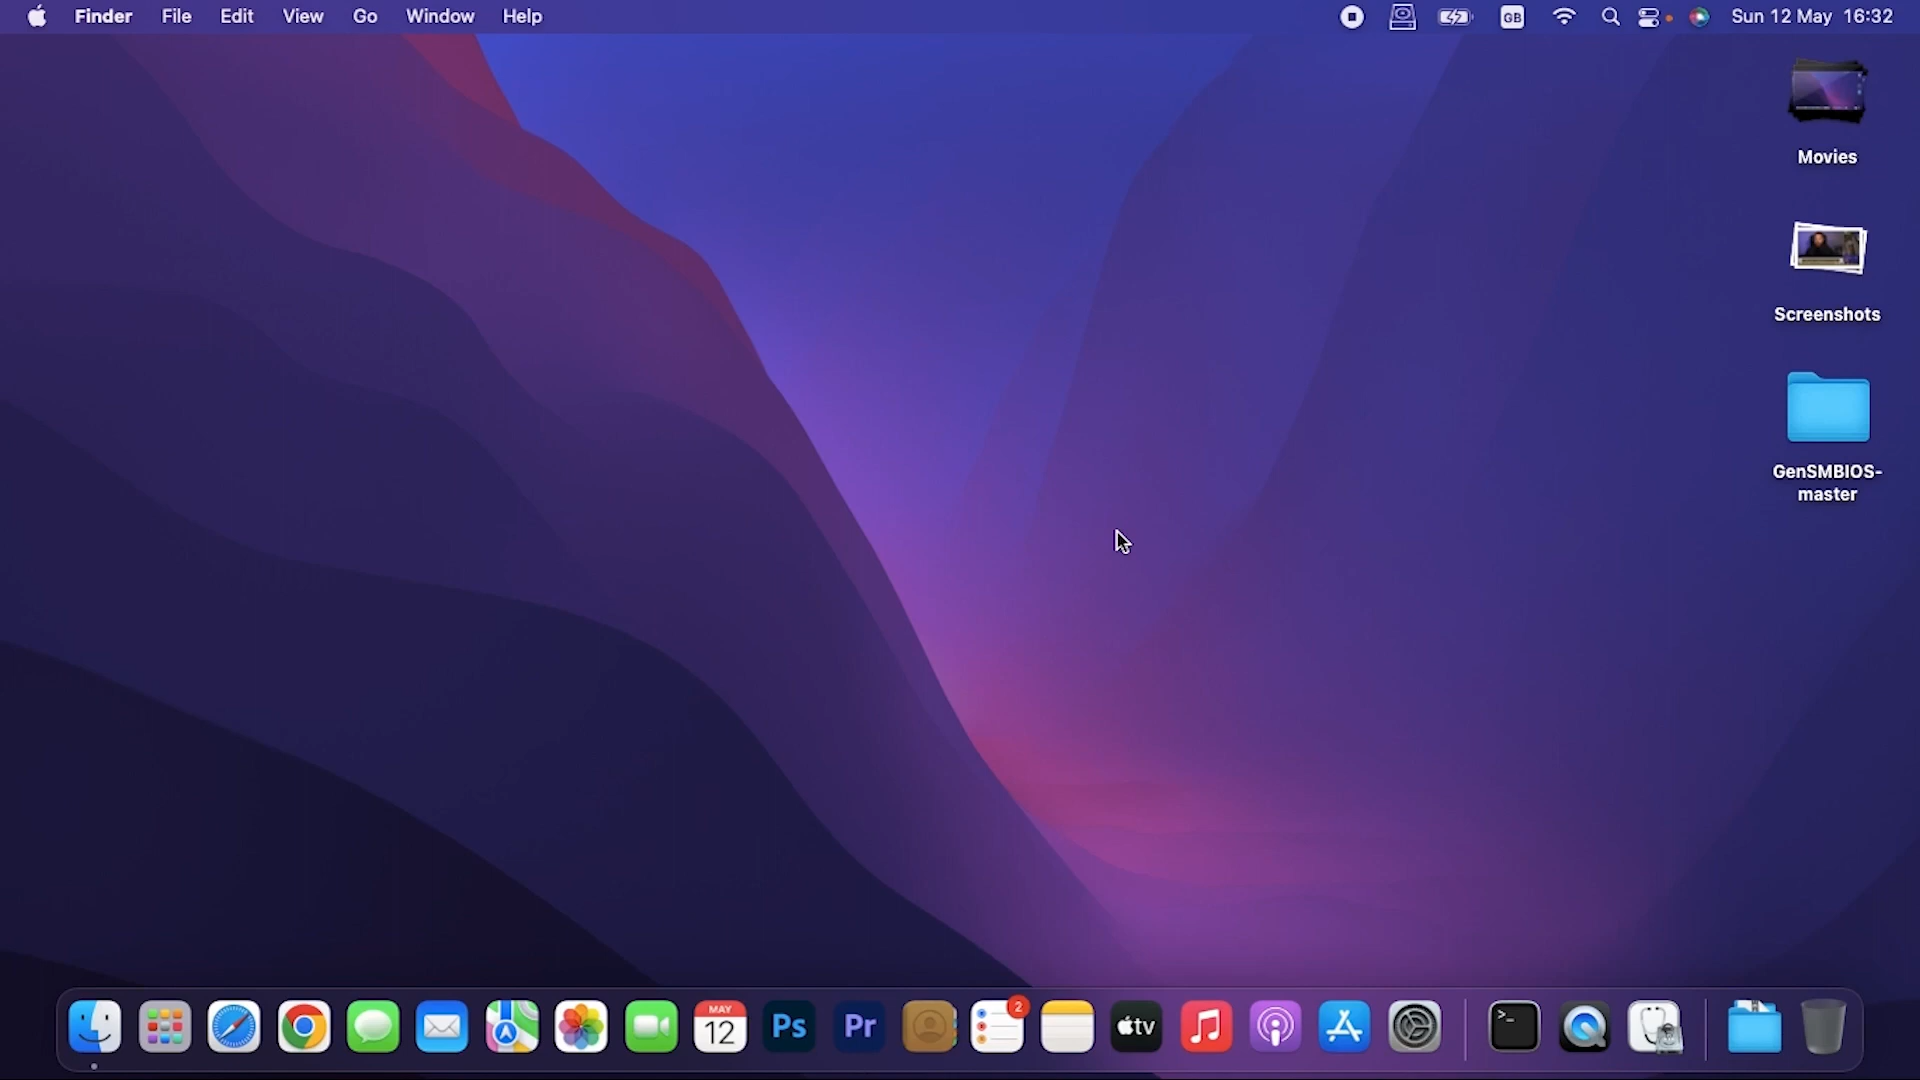 Finder File Edit View Go Window Help GB Sun 12 May 16:32
Movies
Screenshots
GenSMBIOS-
master
MAY
12
Ps
Pr
2
tv
>_